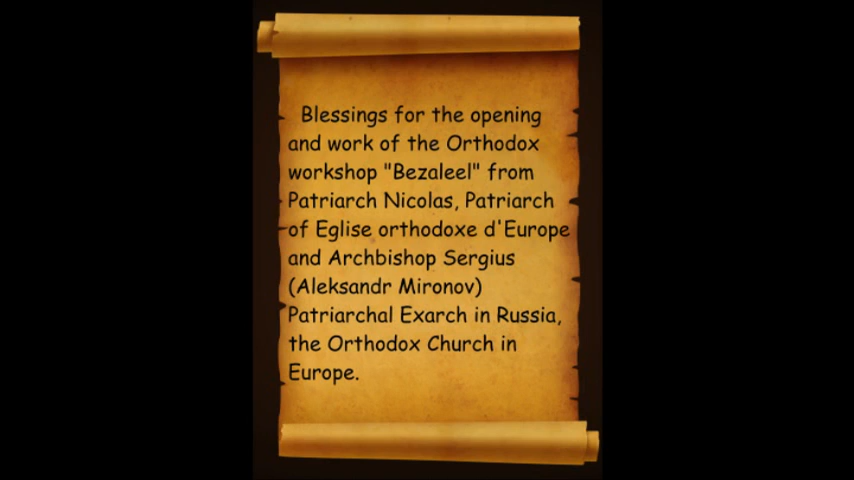 Blessings for the opening
and work of the Orthodox
workshop "Bezaleel" from
Patriarch Nicolas, Patriarch
of Eglise orthodoxe d'Europe
and Archbishop Sergius
(Aleksandr Mironov)
Patriarchal Exarch in Russia,
the Orthodox Church in
Europe.